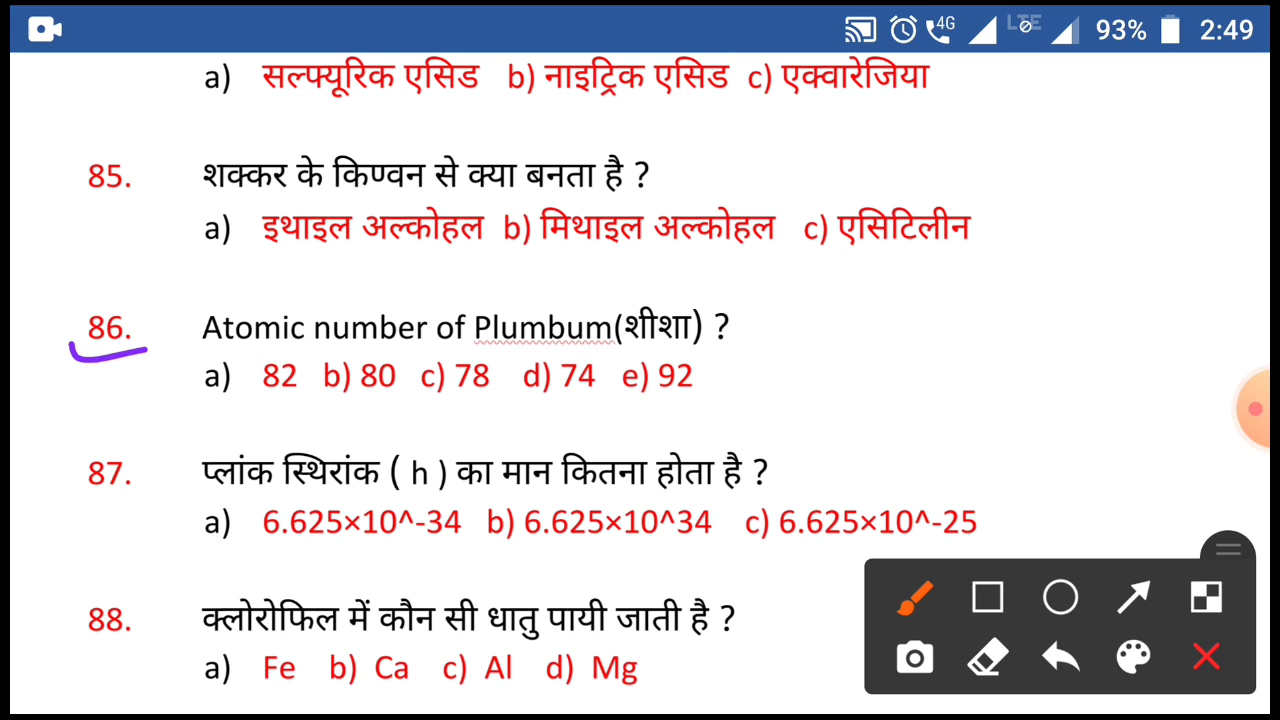 4G LTE 93% 2:49
a) सल्फ्यूरिक एसिड b) नाइट्रिक एसिड c) एक्वारेजिया
85. शक्कर के किण्वन से क्या बनता है ?
a) इथाइल अल्कोहल b) मिथाइल अल्कोहल c) एसिटिलीन
86. Atomic number of Plumbum(शीशा) ?
a) 82 b) 80 c) 78 d) 74 e) 92
87. प्लांक स्थिरांक ( h ) का मान कितना होता है ?
a) 6.625×10^-34 b) 6.625×10^34 c) 6.625×10^-25
88. क्लोरोफिल में कौन सी धातु पायी जाती है ?
a) Fe b) Ca c) Al d) Mg